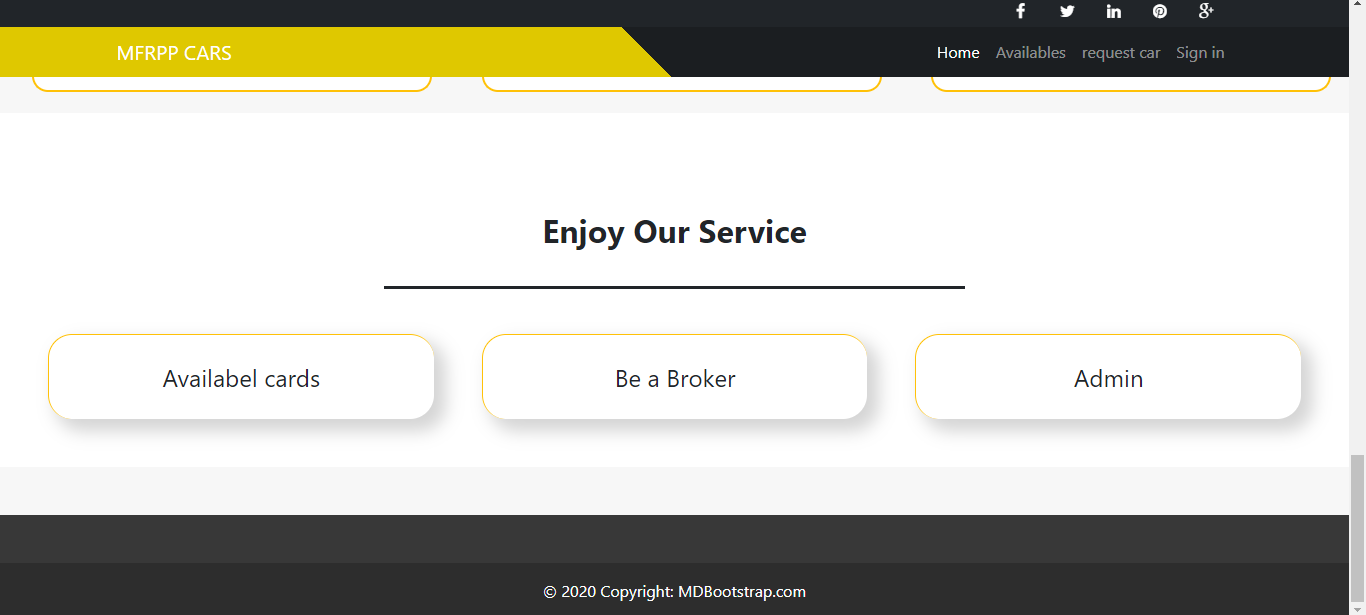 MFRPP CARS
Home Availables request car Sign in
Enjoy Our Service
Availabel cards
Be a Broker
Admin
© 2020 Copyright: MDBootstrap.com